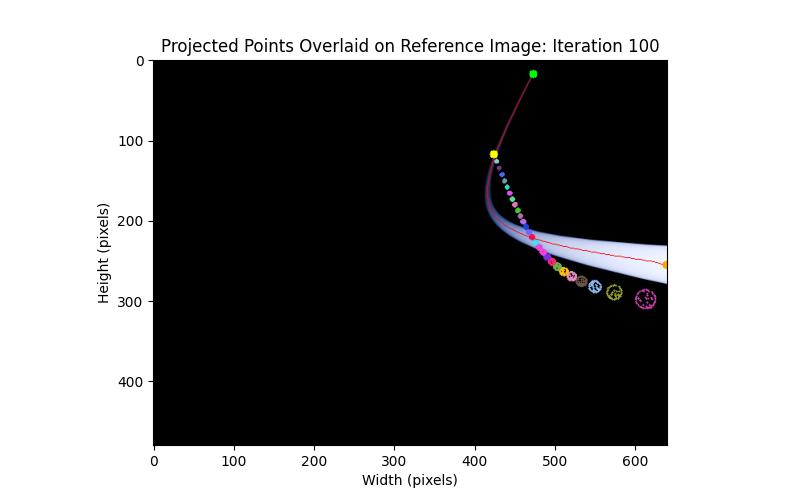 Projected Points Overlaid on Reference Image: Iteration 100
0
100
200
300
400
Height (pixels)
0 100 200 300 400 500 600
Width (pixels)